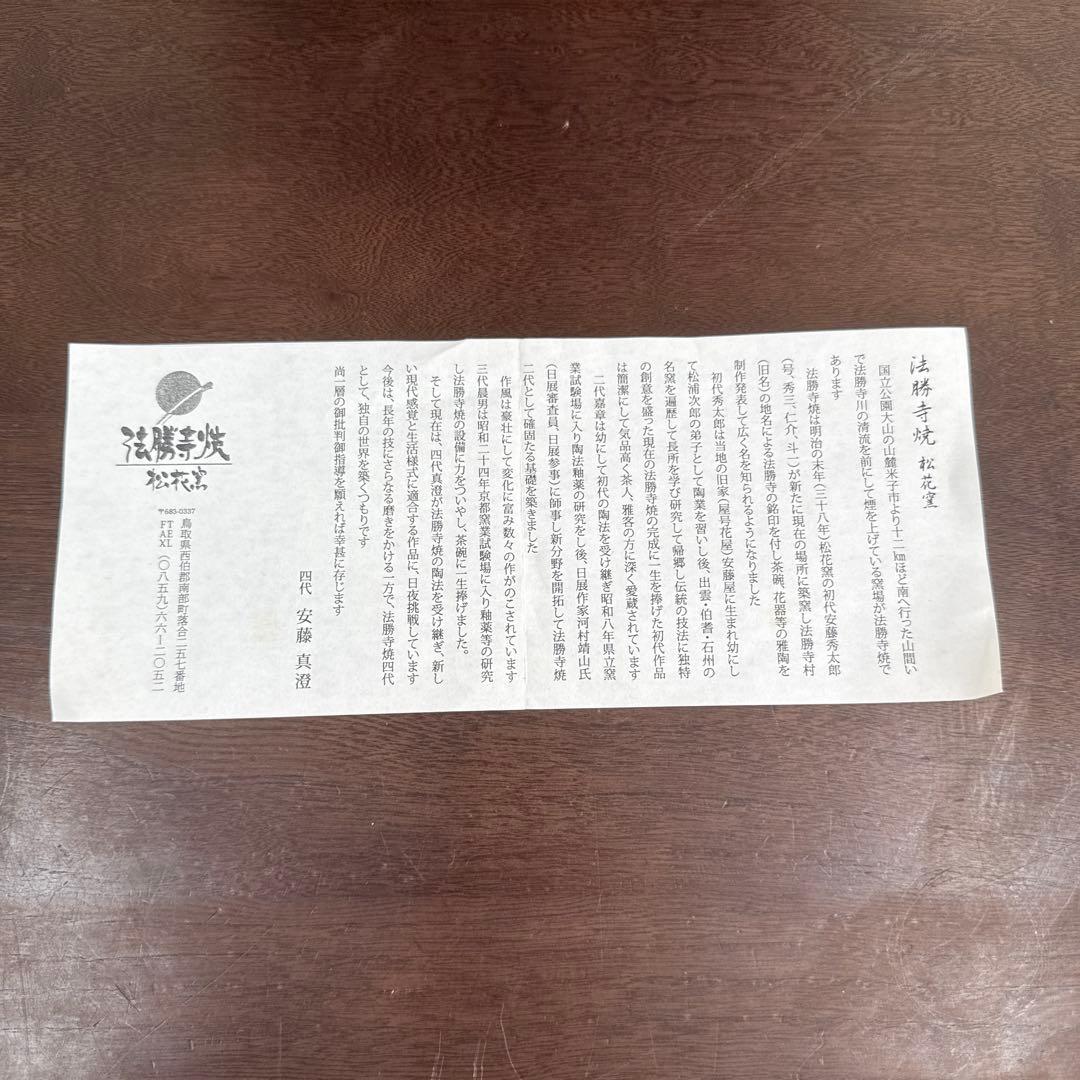 法勝寺焼 松花窯
国立公園大山の山麓米子市より十二㎞ほど南へ行った山間い
で法勝寺川の清流を前にして煙を上げている窯場が法勝寺焼で
あります
法勝寺焼は明治の末年(三十八年)松花窯の初代安藤秀太郎
(号、秀三、仁介、斗二)が新たに現在の場所に築窯し法勝寺村
(旧名)の地名による法勝寺の銘印を付し茶碗、花器等の雅陶を
制作発表して広く名を知られるようになりました
初代秀太郎は当地の旧家(屋号花屋)安藤屋に生まれ幼にし
て松浦次郎の弟子として陶業を習いし後、出雲・伯耆・石州の
名窯を遍歴して長所を学び研究して帰郷し伝統の技法に独特
の創意を盛った現在の法勝寺焼の完成に一生を捧げた初代作品
は簡潔にして気品高く茶人、雅客の方に深く愛蔵されています
二代嘉章は幼にして初代の陶法を受け継ぎ昭和八年県立窯
業試験場に入り陶法釉薬の研究をし後、日展作家河村靖山氏
(日展審査員、日展参事)に師事し新分野を開拓して法勝寺焼
二代として確固たる基礎を築きました
作風は豪壮にして変化に富み数々の作がのこされています
三代晨男は昭和二十四年京都窯業試験場に入り釉薬等の研究
し法勝寺焼の設備に力をついやし、茶碗に一生捧げました。
そして現在は、四代真澄が法勝寺焼の陶法を受け継ぎ、新し
い現代感覚と生活様式に適合する作品に、日夜挑戦しています
今後は、長年の技にさらなる磨きをかける一方で、法勝寺焼四代
として、独自の世界を築くつもりです
尚一層の御批判御指導を願えれば幸甚に存じます
四代 安藤真澄
法勝寺焼
松花窯
〒683-0337
鳥取県西伯郡南部町落合二五七番地
TEL
FAX (〇八五九)六六ー二〇五二